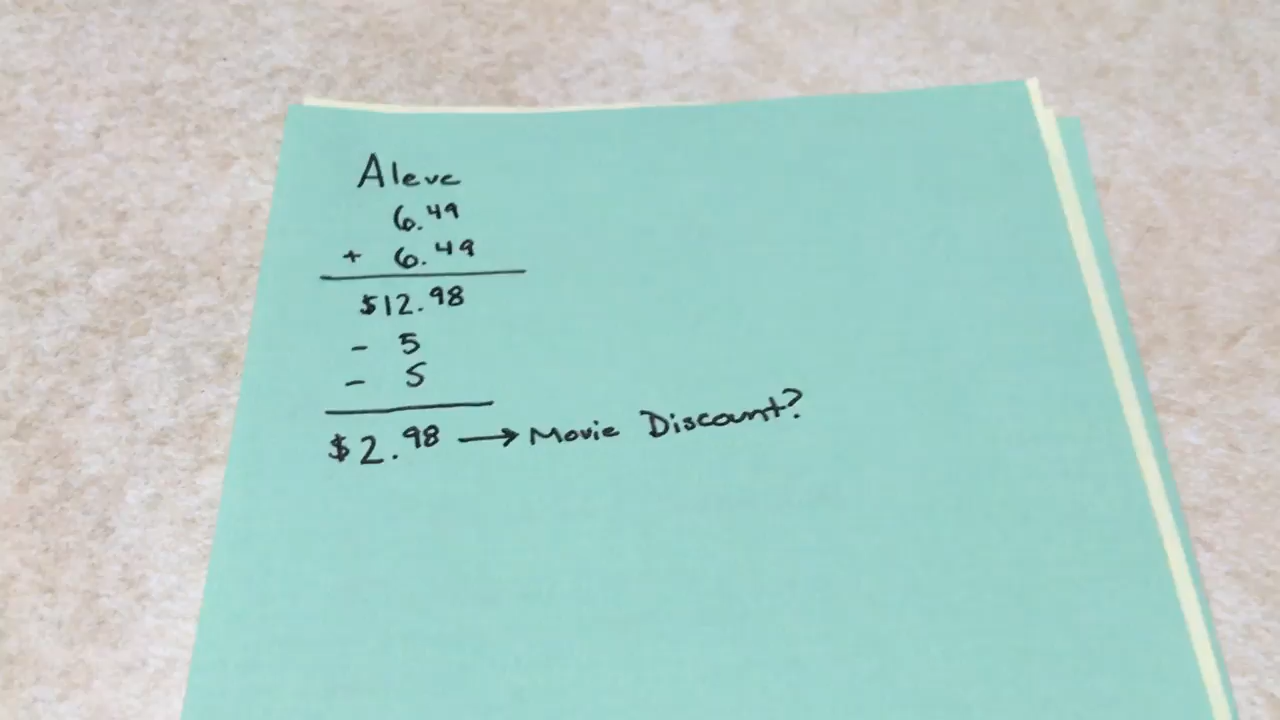 Aleve
6.49
+ 6.49
$12.98
- 5
- 5
$2.98 → Movie Discount?